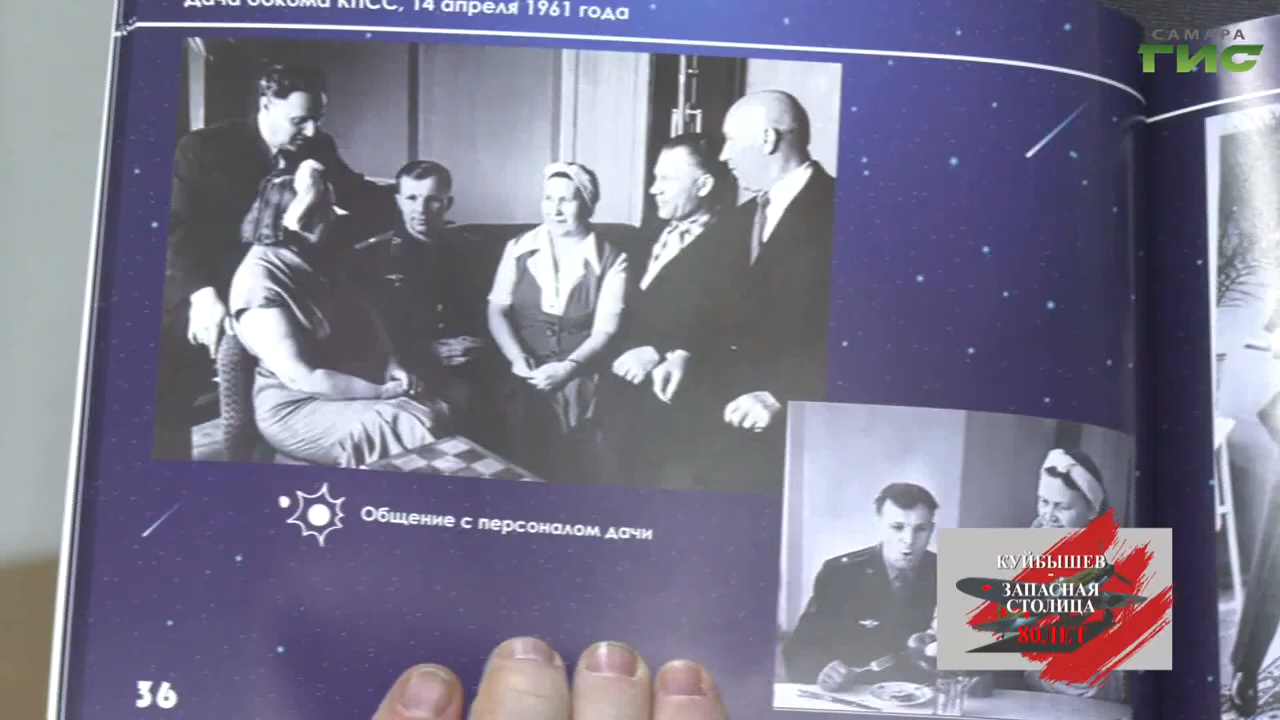 Дача обкома КПСС, 14 апреля 1961 года
САМАРА
ГИС
Общение с персоналом дачи
КУЙБЫШЕВ
-
ЗАПАСНАЯ
СТОЛИЦА
80 ЛЕТ
36